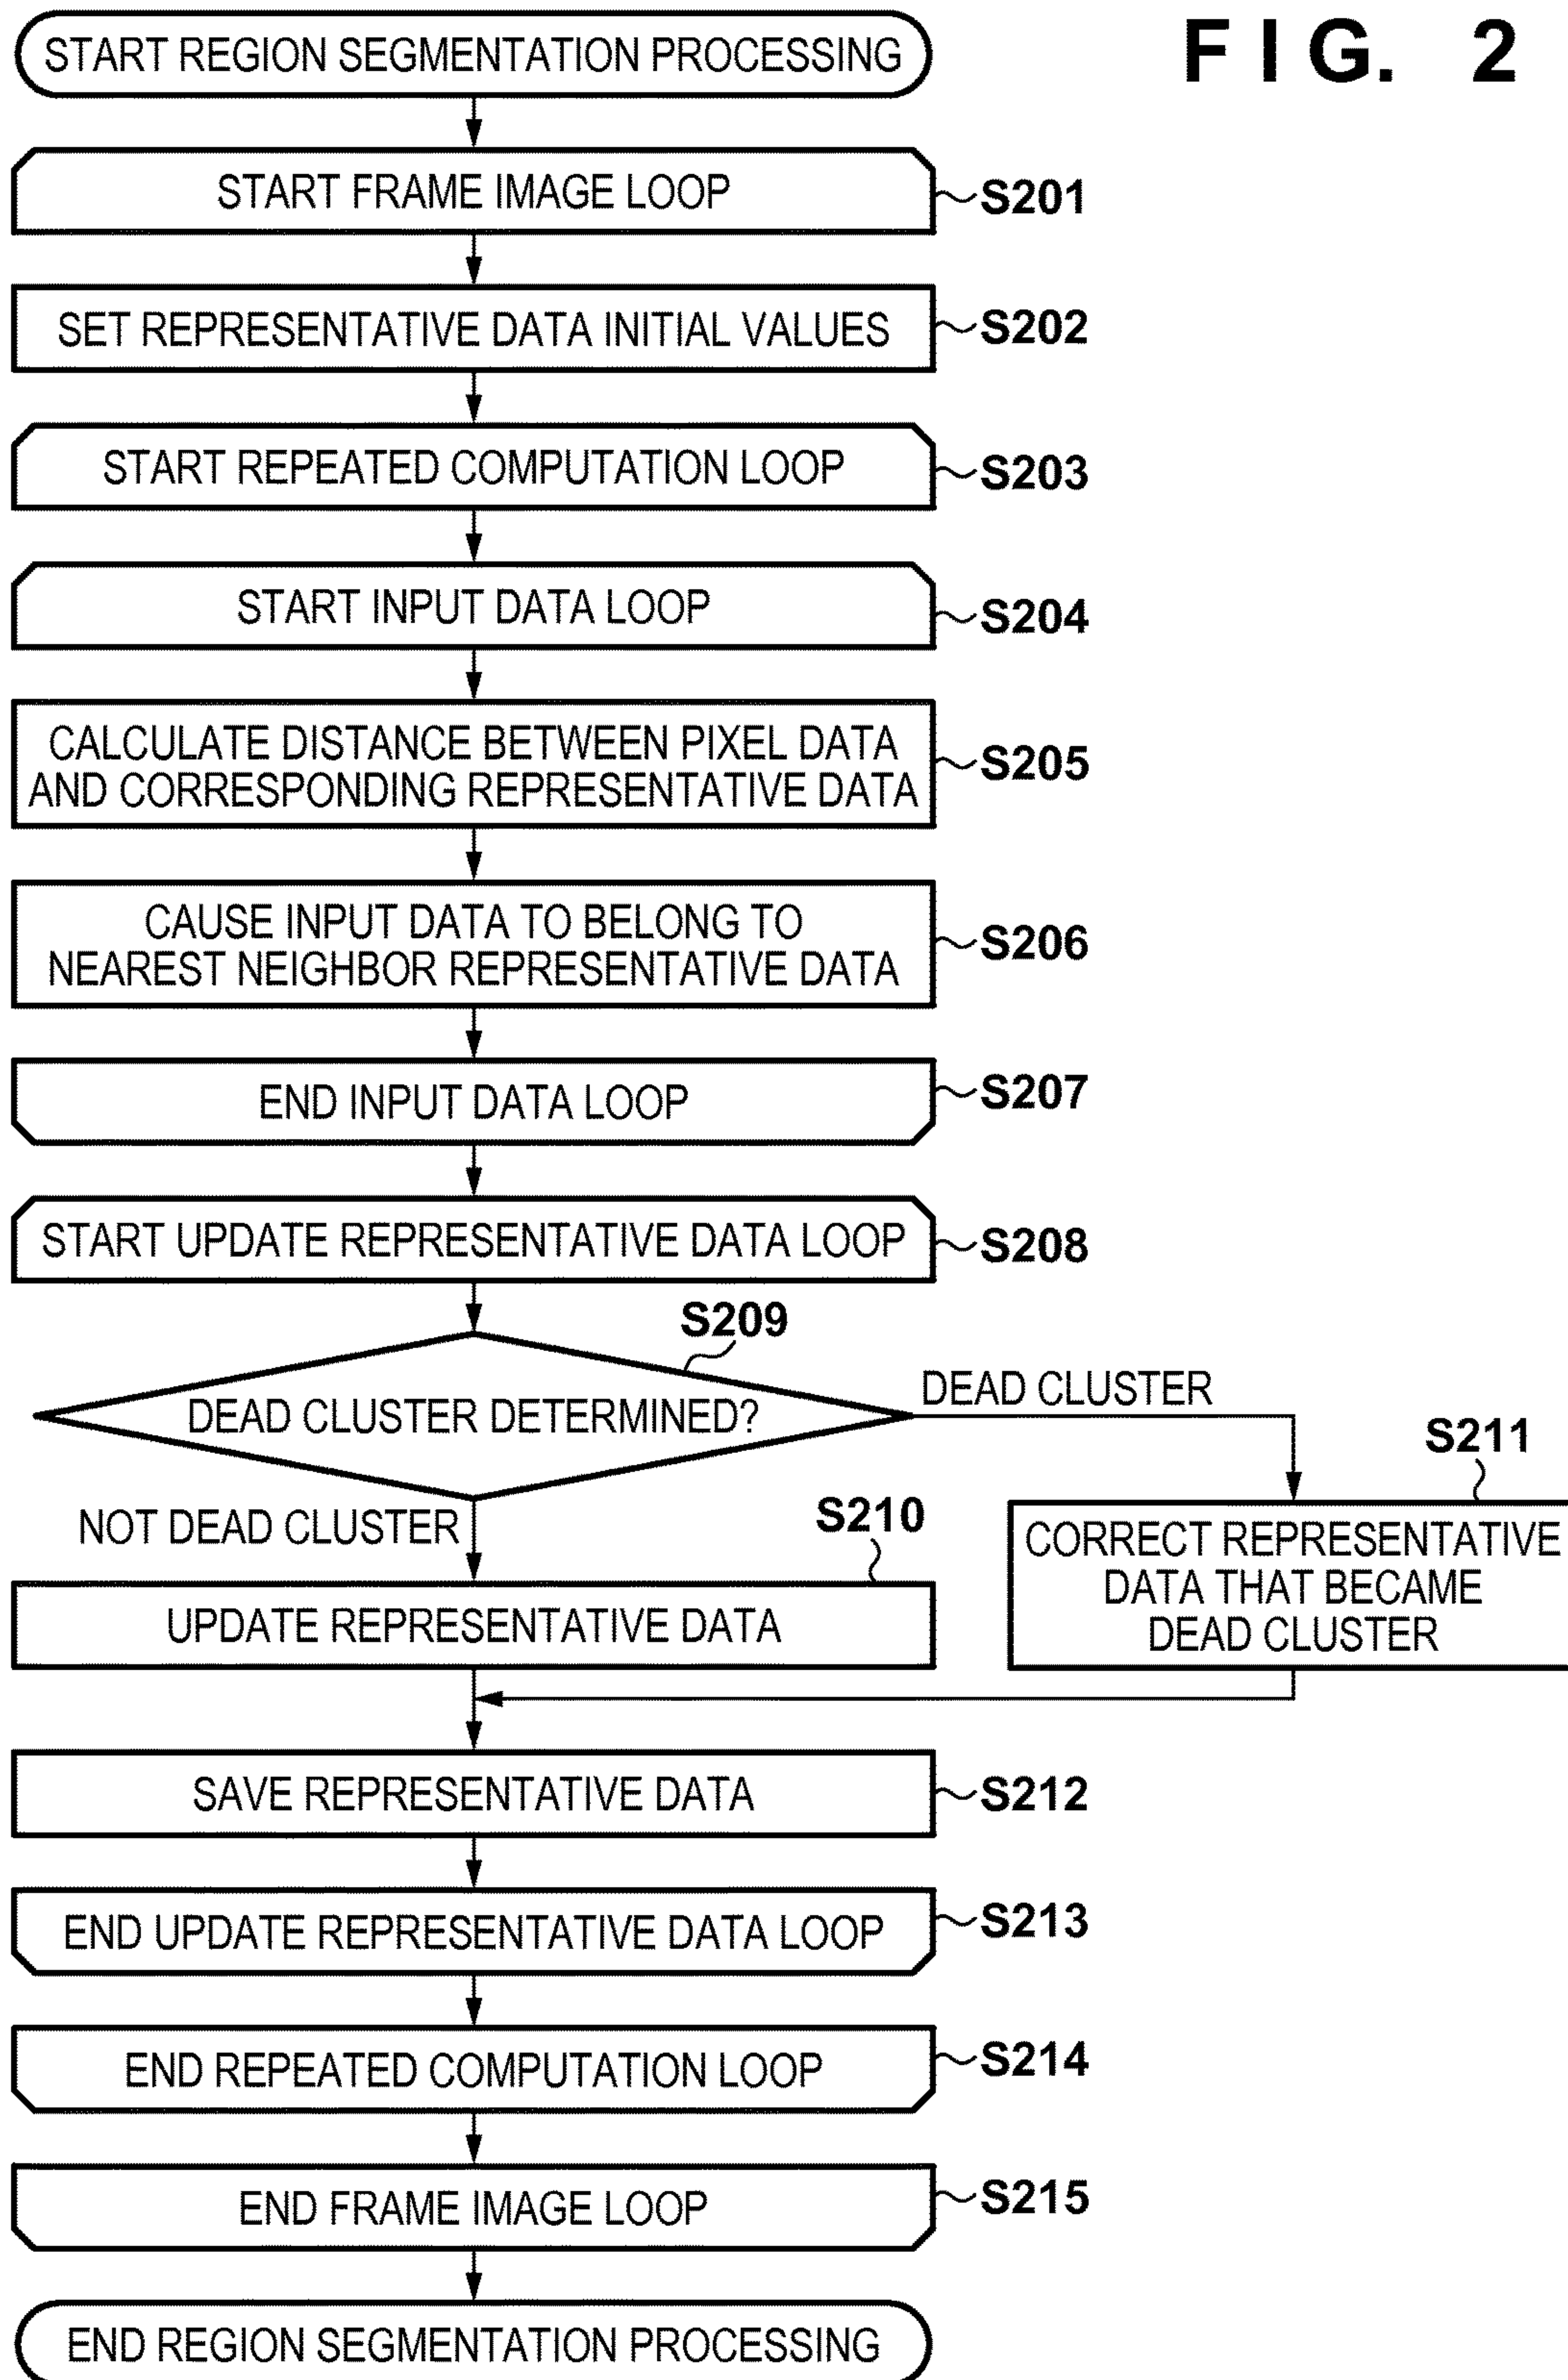 START REGION SEGMENTATION PROCESSING
FIG. 2
START FRAME IMAGE LOOP
S201
SET REPRESENTATIVE DATA INITIAL VALUES
S202
START REPEATED COMPUTATION LOOP
S203
START INPUT DATA LOOP
S204
CALCULATE DISTANCE BETWEEN PIXEL DATA
AND CORRESPONDING REPRESENTATIVE DATA
S205
CAUSE INPUT DATA TO BELONG TO
NEAREST NEIGHBOR REPRESENTATIVE DATA
S206
END INPUT DATA LOOP
S207
START UPDATE REPRESENTATIVE DATA LOOP
S208
S209
DEAD CLUSTER DETERMINED?
DEAD CLUSTER
NOT DEAD CLUSTER
S210
UPDATE REPRESENTATIVE DATA
S211
CORRECT REPRESENTATIVE
DATA THAT BECAME
DEAD CLUSTER
SAVE REPRESENTATIVE DATA
S212
END UPDATE REPRESENTATIVE DATA LOOP
S213
END REPEATED COMPUTATION LOOP
S214
END FRAME IMAGE LOOP
S215
END REGION SEGMENTATION PROCESSING